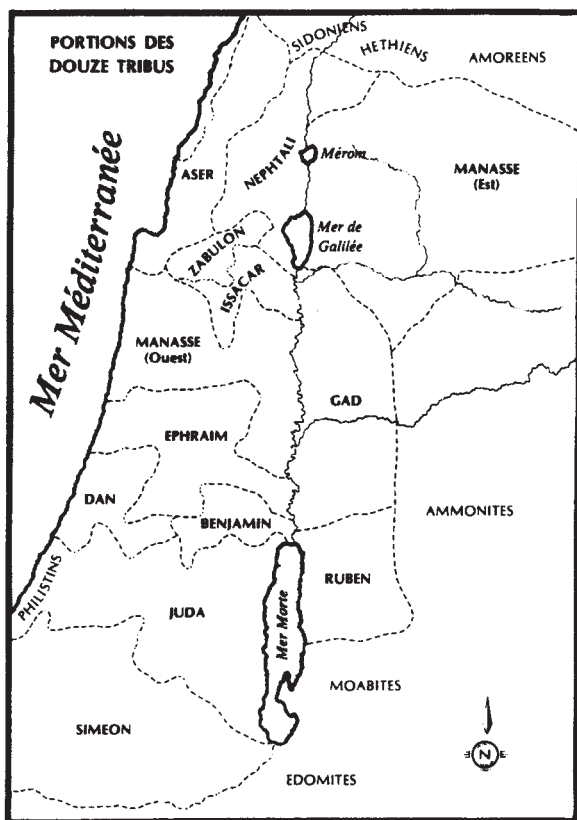 PORTIONS DES
DOUZE TRIBUS
SIDONIENS
HETHIENS
AMOREENS
Mer Méditerranée
ASER
NEPHTALI
Mérom
MANASSE
(Est)
Mer de
Galilée
ZABULON
ISSACAR
MANASSE
(Ouest)
GAD
EPHRAIM
DAN
BENJAMIN
AMMONITES
PHILISTINS
JUDA
Mer Morte
RUBEN
MOABITES
SIMEON
N
EDOMITES